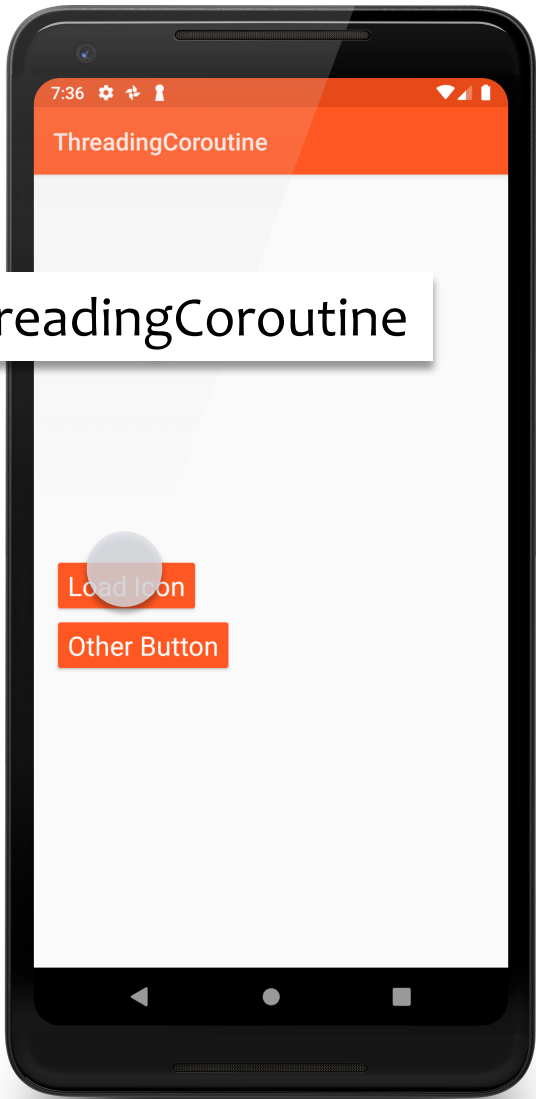 7:36
ThreadingCoroutine
readingCoroutine
Load Icon
Other Button